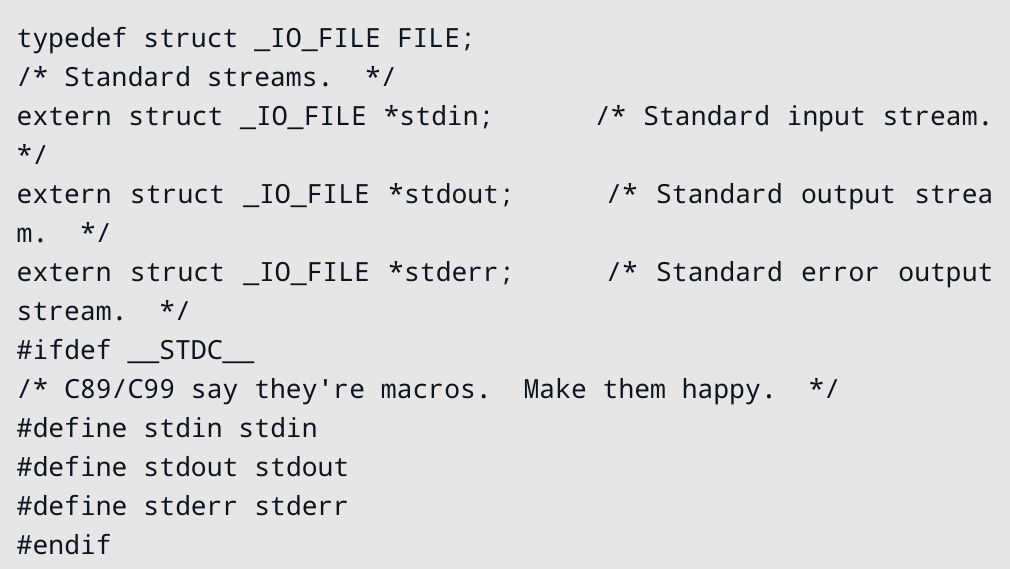 typedef struct _IO_FILE FILE;
/* Standard streams.  */
extern struct _IO_FILE *stdin;      /* Standard input stream.
*/
extern struct _IO_FILE *stdout;      /* Standard output strea
m.  */
extern struct _IO_FILE *stderr;      /* Standard error output
stream.  */
#ifdef __STDC__
/* C89/C99 say they're macros.  Make them happy.  */
#define stdin stdin
#define stdout stdout
#define stderr stderr
#endif